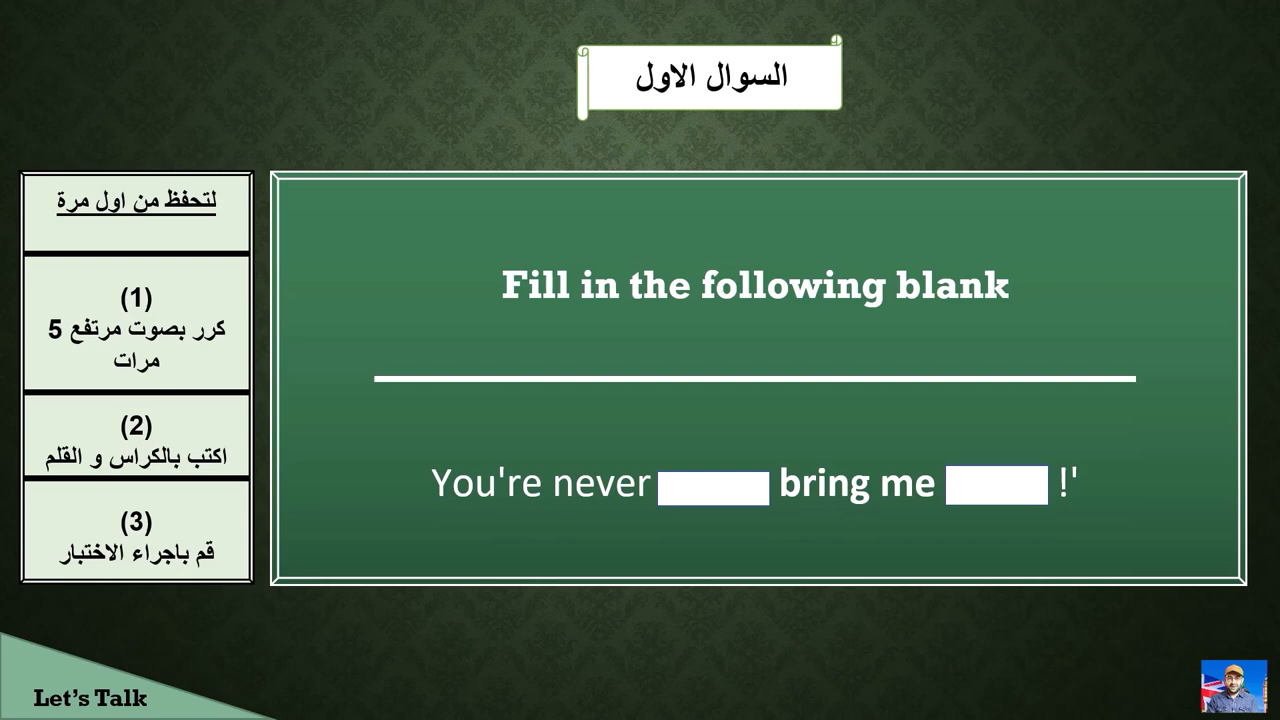 السوال الاول
لتحفظ من اول مرة
(1)
كرر بصوت مرتفع 5
مرات
(2)
اكتب بالكراس و القلم
(3)
قم باجراء الاختبار
Fill in the following blank
You're never bring me !'
Let's Talk